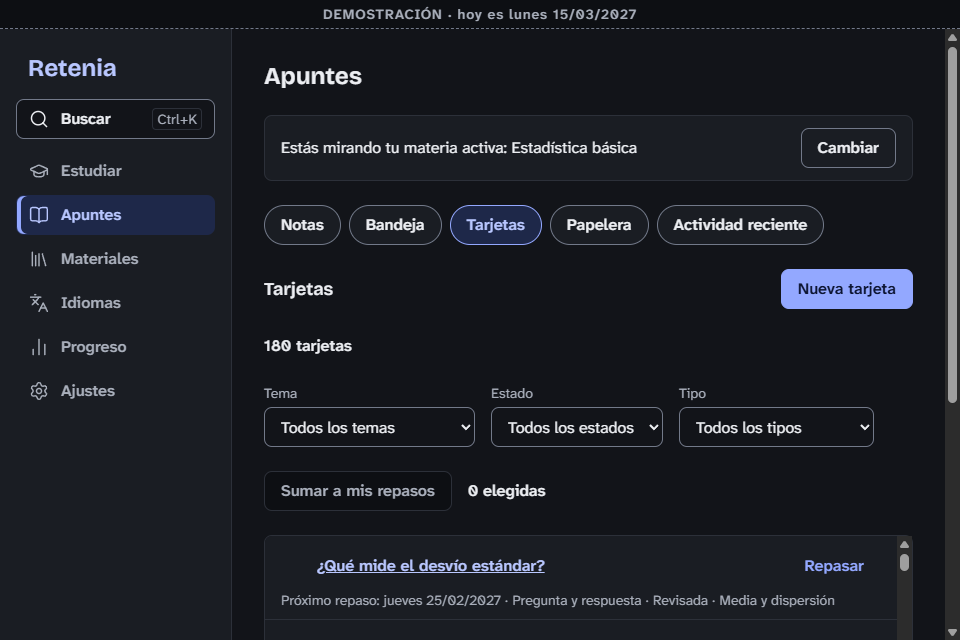 DEMOSTRACIÓN · hoy es lunes 15/03/2027
Retenia
Buscar Ctrl+K
Estudiar
Apuntes
Materiales
Idiomas
Progreso
Ajustes
Apuntes
Estás mirando tu materia activa: Estadística básica
Cambiar
Notas
Bandeja
Tarjetas
Papelera
Actividad reciente
Tarjetas
Nueva tarjeta
180 tarjetas
Tema
Estado
Tipo
Todos los temas
Todos los estados
Todos los tipos
Sumar a mis repasos
0 elegidas
¿Qué mide el desvío estándar?
Repasar
Próximo repaso: jueves 25/02/2027 · Pregunta y respuesta · Revisada · Media y dispersión